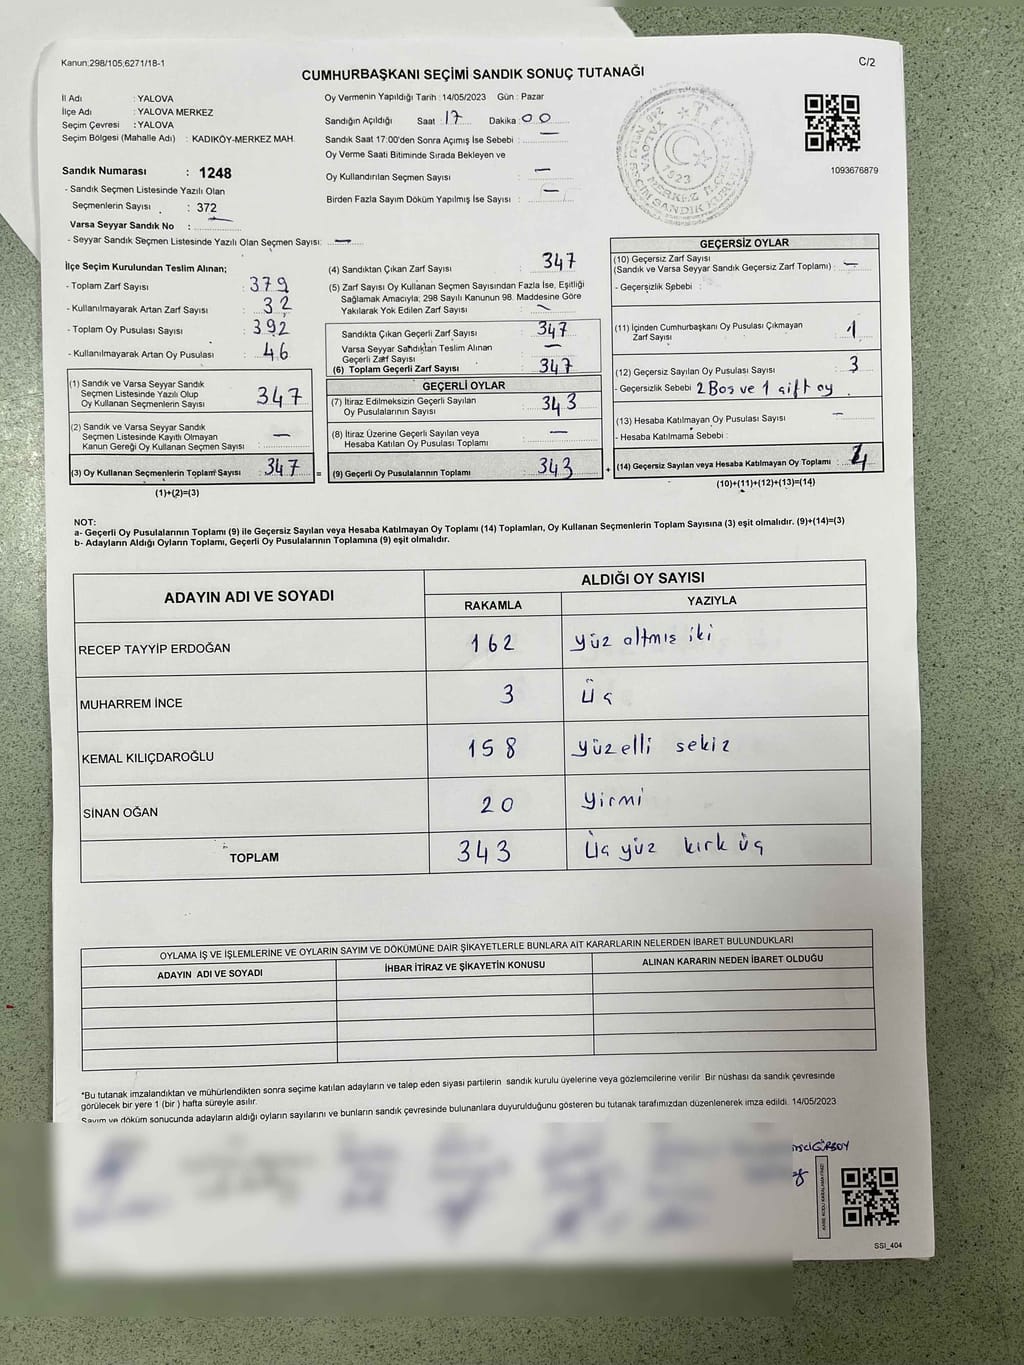 Kanun;298/105;6271/18-1
C/2
CUMHURBAŞKANI SEÇİMİ SANDIK SONUÇ TUTANAĞI
İl Adı : YALOVA
İlçe Adı : YALOVA MERKEZ
Seçim Çevresi : YALOVA
Seçim Bölgesi (Mahalle Adı) : KADIKÖY-MERKEZ MAH.
Sandık Numarası : 1248
- Sandık Seçmen Listesinde Yazılı Olan
Seçmenlerin Sayısı : 372
Varsa Seyyar Sandık No :
- Seyyar Sandık Seçmen Listesinde Yazılı Olan Seçmen Sayısı: —
Oy Vermenin Yapıldığı Tarih : 14/05/2023 Gün : Pazar
Sandığın Açıldığı Saat 17 Dakika 00
Sandık Saat 17:00'den Sonra Açımış İse Sebebi : —
Oy Verme Saati Bitiminde Sırada Bekleyen ve
Oy Kullandırılan Seçmen Sayısı : —
Birden Fazla Sayım Döküm Yapılmış İse Sayısı : —
1093676879
İlçe Seçim Kurulundan Teslim Alınan;
- Toplam Zarf Sayısı : 379
- Kullanılmayarak Artan Zarf Sayısı : 32
- Toplam Oy Pusulası Sayısı : 392
- Kullanılmayarak Artan Oy Pusulası : 46
(1) Sandık ve Varsa Seyyar Sandık
Seçmen Listesinde Yazılı Olup
Oy Kullanan Seçmenlerin Sayısı : 347
(2) Sandık ve Varsa Seyyar Sandık
Seçmen Listesinde Kayıtlı Olmayan
Kanun Gereği Oy Kullanan Seçmen Sayısı : —
(3) Oy Kullanan Seçmenlerin Toplam Sayısı : 347 =
(1)+(2)=(3)
(4) Sandıktan Çıkan Zarf Sayısı : 347
(5) Zarf Sayısı Oy Kullanan Seçmen Sayısından Fazla İse, Eşitliği
Sağlamak Amacıyla; 298 Sayılı Kanunun 98. Maddesine Göre
Yakılarak Yok Edilen Zarf Sayısı : —
Sandıkta Çıkan Geçerli Zarf Sayısı : 347
Varsa Seyyar Sandıktan Teslim Alınan
Geçerli Zarf Sayısı : —
(6) Toplam Geçerli Zarf Sayısı : 347
GEÇERLİ OYLAR
(7) İtiraz Edilmeksizin Geçerli Sayılan
Oy Pusulalarının Sayısı : 343
(8) İtiraz Üzerine Geçerli Sayılan veya
Hesaba Katılan Oy Pusulası Toplamı : —
(9) Geçerli Oy Pusulalarının Toplamı : 343 +
GEÇERSİZ OYLAR
(10) Geçersiz Zarf Sayısı
(Sandık ve Varsa Seyyar Sandık Geçersiz Zarf Toplamı) : —
- Geçersizlik Sebebi :
(11) İçinden Cumhurbaşkanı Oy Pusulası Çıkmayan
Zarf Sayısı : 1
(12) Geçersiz Sayılan Oy Pusulası Sayısı : 3
- Geçersizlik Sebebi : 2 Boş ve 1 çift oy
(13) Hesaba Katılmayan Oy Pusulası Sayısı : —
- Hesaba Katılmama Sebebi :
(14) Geçersiz Sayılan veya Hesaba Katılmayan Oy Toplamı : 4
(10)+(11)+(12)+(13)=(14)
NOT:
a- Geçerli Oy Pusulalarının Toplamı (9) ile Geçersiz Sayılan veya Hesaba Katılmayan Oy Toplamı (14) Toplamları, Oy Kullanan Seçmenlerin Toplam Sayısına (3) eşit olmalıdır. (9)+(14)=(3)
b- Adayların Aldığı Oyların Toplamı, Geçerli Oy Pusulalarının Toplamına (9) eşit olmalıdır.
ADAYIN ADI VE SOYADI
ALDIĞI OY SAYISI
RAKAMLA YAZIYLA
RECEP TAYYİP ERDOĞAN 162 yüz altmış iki
MUHARREM İNCE 3 üç
KEMAL KILIÇDAROĞLU 158 yüzelli sekiz
SİNAN OĞAN 20 yirmi
TOPLAM 343 Üç yüz kırk üç
OYLAMA İŞ VE İŞLEMLERİNE VE OYLARIN SAYIM VE DÖKÜMÜNE DAİR ŞİKAYETLERLE BUNLARA AİT KARARLARIN NELERDEN İBARET BULUNDUKLARI
ADAYIN ADI VE SOYADI İHBAR İTİRAZ VE ŞİKAYETİN KONUSU ALINAN KARARIN NEDEN İBARET OLDUĞU
*Bu tutanak imzalandıktan ve mühürlendikten sonra seçime katılan adayların ve talep eden siyasi partilerin sandık kurulu üyelerine veya gözlemcilerine verilir. Bir nüshası da sandık çevresinde
görülecek bir yere 1 (bir) hafta süreyle asılır.
Sayım ve döküm sonucunda adayların aldığı oyların sayılarını ve bunların sandık çevresinde bulunanlara duyurulduğunu gösteren bu tutanak tarafımızdan düzenlenerek imza edildi. 14/05/2023
GÜRSOY
SSI_404